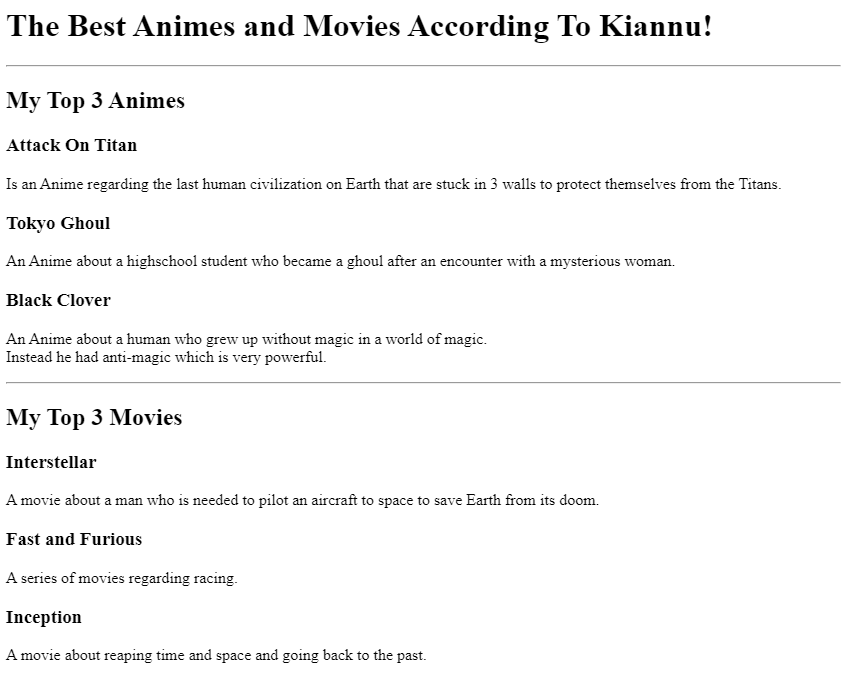 The Best Animes and Movies According To Kiannu!
My Top 3 Animes
Attack On Titan
Is an Anime regarding the last human civilization on Earth that are stuck in 3 walls to protect themselves from the Titans.
Tokyo Ghoul
An Anime about a highschool student who became a ghoul after an encounter with a mysterious woman.
Black Clover
An Anime about a human who grew up without magic in a world of magic.
Instead he had anti-magic which is very powerful.
My Top 3 Movies
Interstellar
A movie about a man who is needed to pilot an aircraft to space to save Earth from its doom.
Fast and Furious
A series of movies regarding racing.
Inception
A movie about reaping time and space and going back to the past.